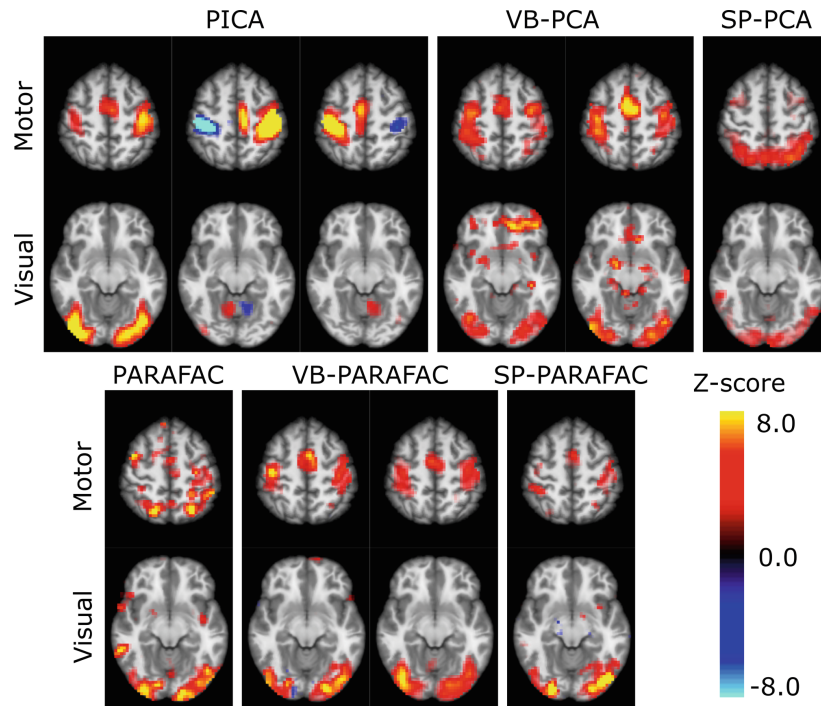 PICA VB-PCA SP-PCA
Motor
Visual
PARAFAC VB-PARAFAC SP-PARAFAC
Z-score
Motor
Visual
8.0
0.0
-8.0